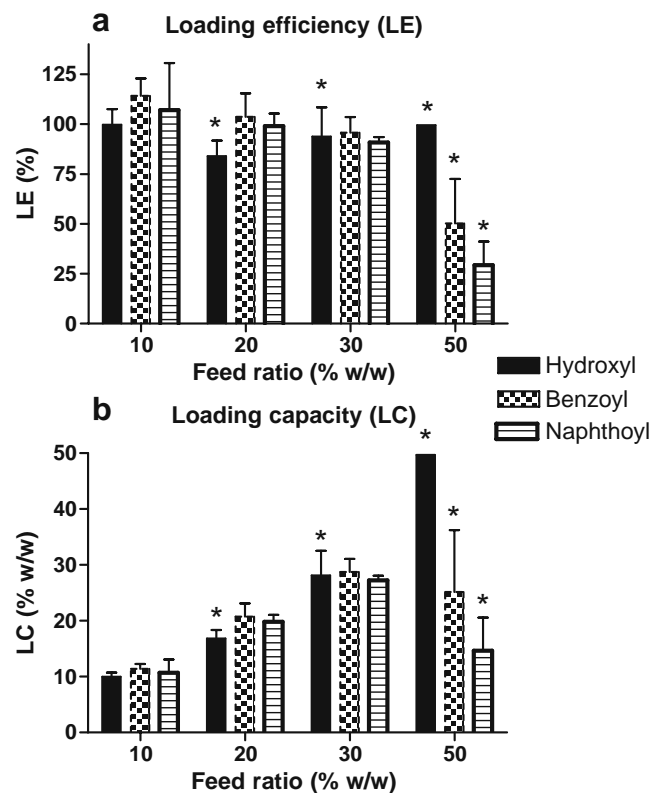 a Loading efficiency (LE)
125
100
75
50
25
0
LE (%)
* * * * *
10 20 30 50
Feed ratio (% w/w)
Hydroxyl
Benzoyl
Naphthoyl
b Loading capacity (LC)
50
40
30
20
10
0
LC (% w/w)
* * * * *
10 20 30 50
Feed ratio (% w/w)